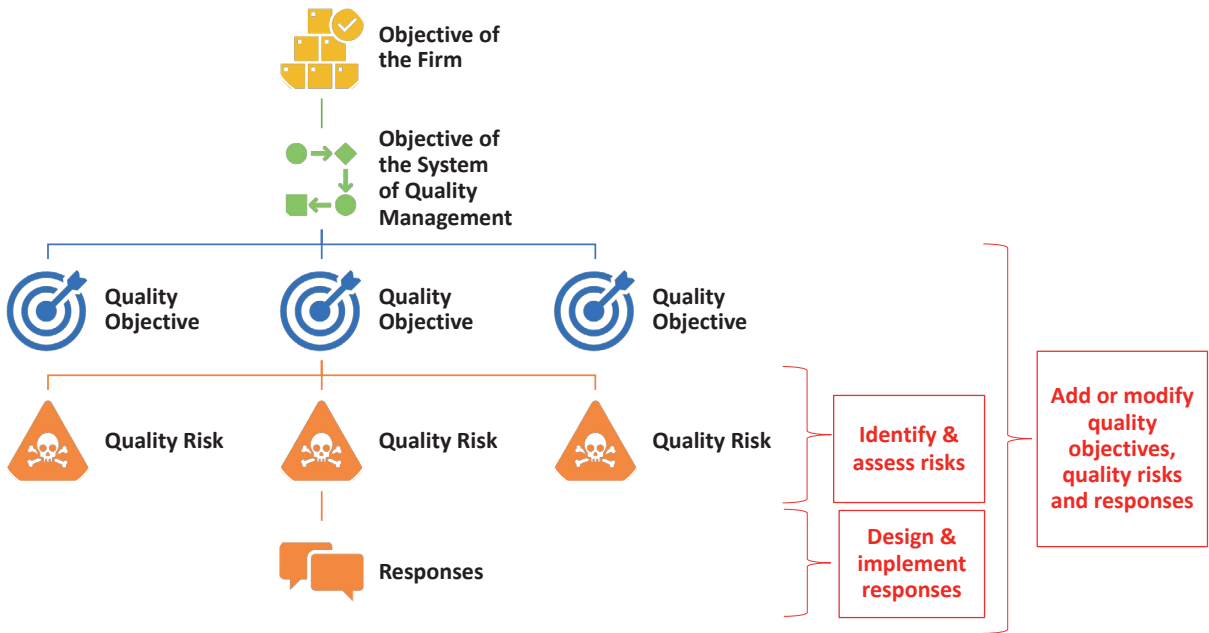 Objective of
the Firm
Objective of
the System
of Quality
Management
Quality
Objective
Quality
Objective
Quality
Objective
Quality Risk
Quality Risk
Quality Risk
Responses
Identify &
assess risks
Design &
implement
responses
Add or modify
quality
objectives,
quality risks
and responses